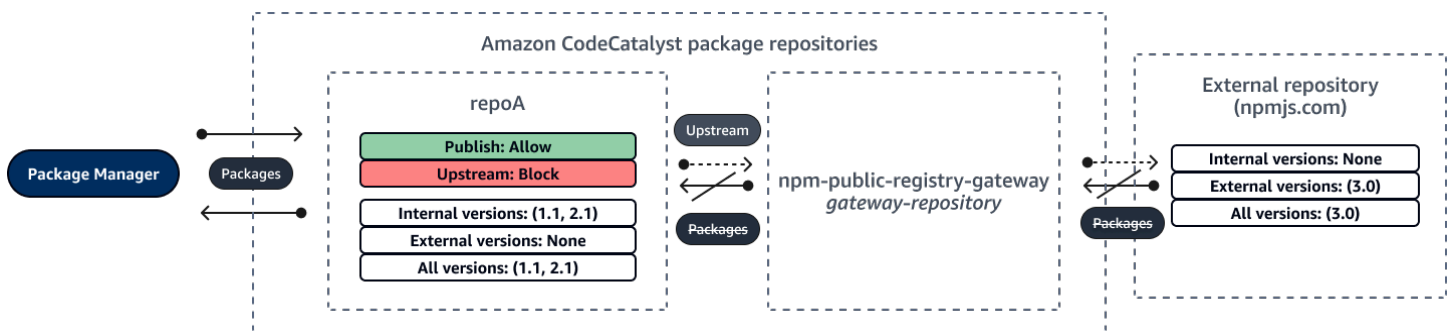 Amazon CodeCatalyst package repositories
Package Manager
Packages
repoA
Publish: Allow
Upstream: Block
Internal versions: (1.1, 2.1)
External versions: None
All versions: (1.1, 2.1)
Upstream
Packages
npm-public-registry-gateway
gateway-repository
Packages
External repository
(npmjs.com)
Internal versions: None
External versions: (3.0)
All versions: (3.0)